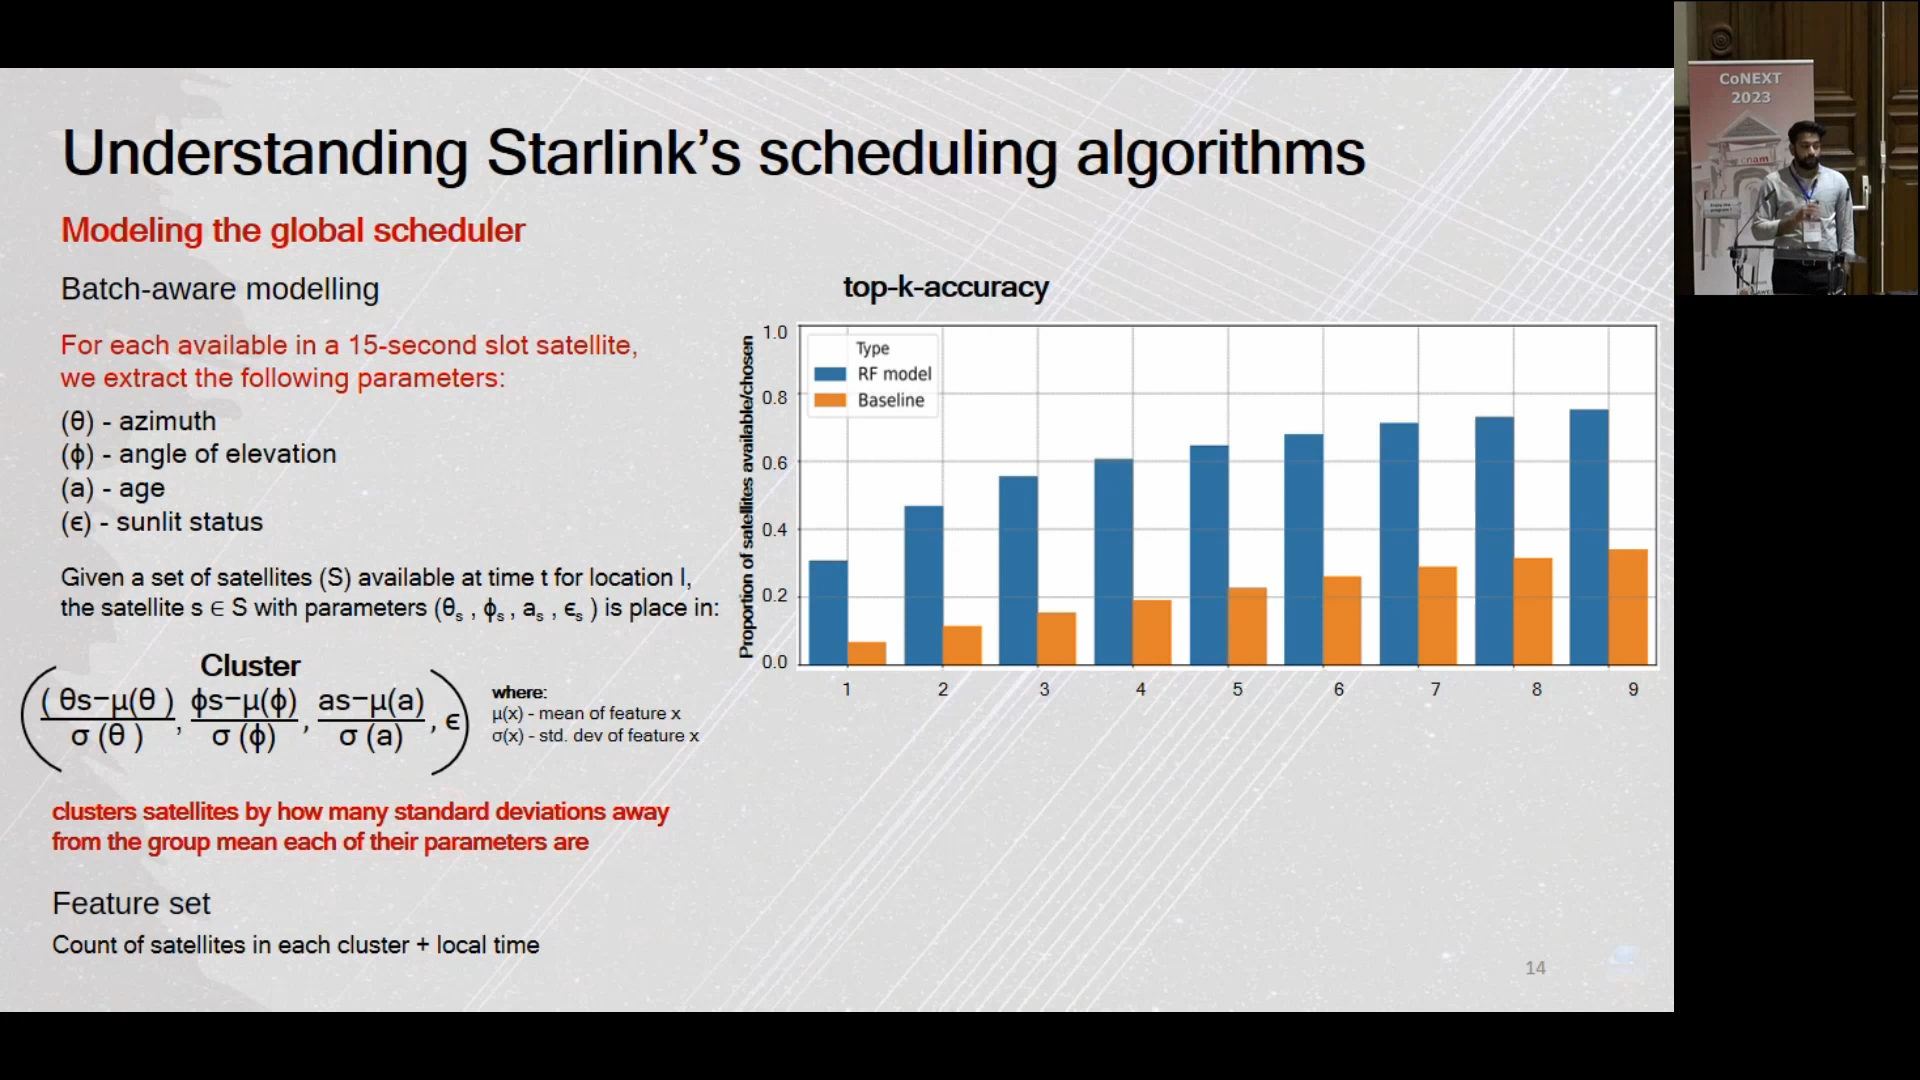 Understanding Starlink's scheduling algorithms
Modeling the global scheduler
Batch-aware modelling
For each available in a 15-second slot satellite,
we extract the following parameters:
(θ) - azimuth
(ϕ) - angle of elevation
(a) - age
(ϵ) - sunlit status
Given a set of satellites (S) available at time t for location l,
the satellite s ∈ S with parameters (θs , ϕs , as , ϵs ) is place in:
Cluster
( ( θs−μ(θ ) / σ (θ ) , ϕs−μ(ϕ) / σ (ϕ) , as−μ(a) / σ (a) , ϵ )
where:
μ(x) - mean of feature x
σ(x) - std. dev of feature x
clusters satellites by how many standard deviations away
from the group mean each of their parameters are
Feature set
Count of satellites in each cluster + local time
top-k-accuracy
Proportion of satellites available/chosen
1.0
0.8
0.6
0.4
0.2
0.0
Type
RF model
Baseline
1 2 3 4 5 6 7 8 9
14
CoNEXT
2023
cnam